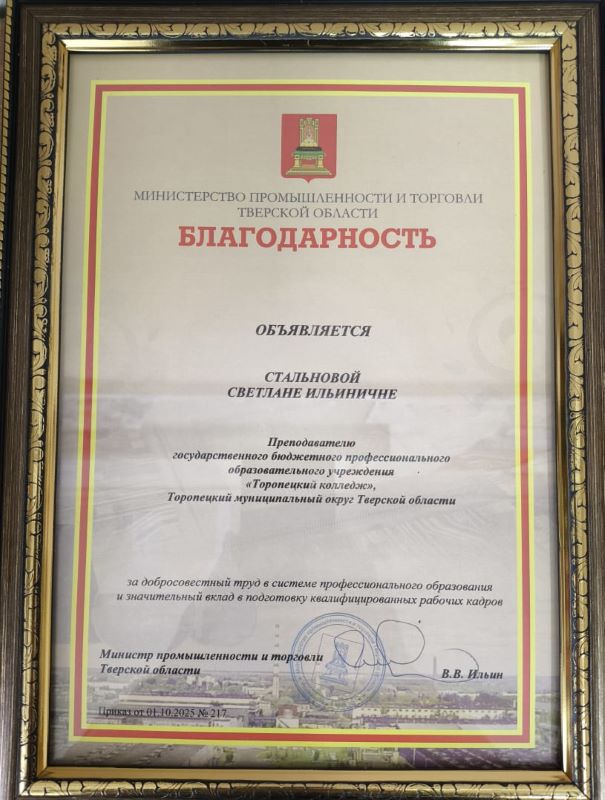 МИНИСТЕРСТВО ПРОМЫШЛЕННОСТИ И ТОРГОВЛИ
ТВЕРСКОЙ ОБЛАСТИ
БЛАГОДАРНОСТЬ
ОБЪЯВЛЯЕТСЯ
СТАЛЬНОВОЙ
СВЕТЛАНЕ ИЛЬИНИЧНЕ
Преподавателю
государственного бюджетного профессионального
образовательного учреждения
«Торопецкий колледж»,
Торопецкий муниципальный округ Тверской области
за добросовестный труд в системе профессионального образования
и значительный вклад в подготовку квалифицированных рабочих кадров
Министр промышленности и торговли
Тверской области
В.В. Ильин
Приказ от 01.10.2025 № 217